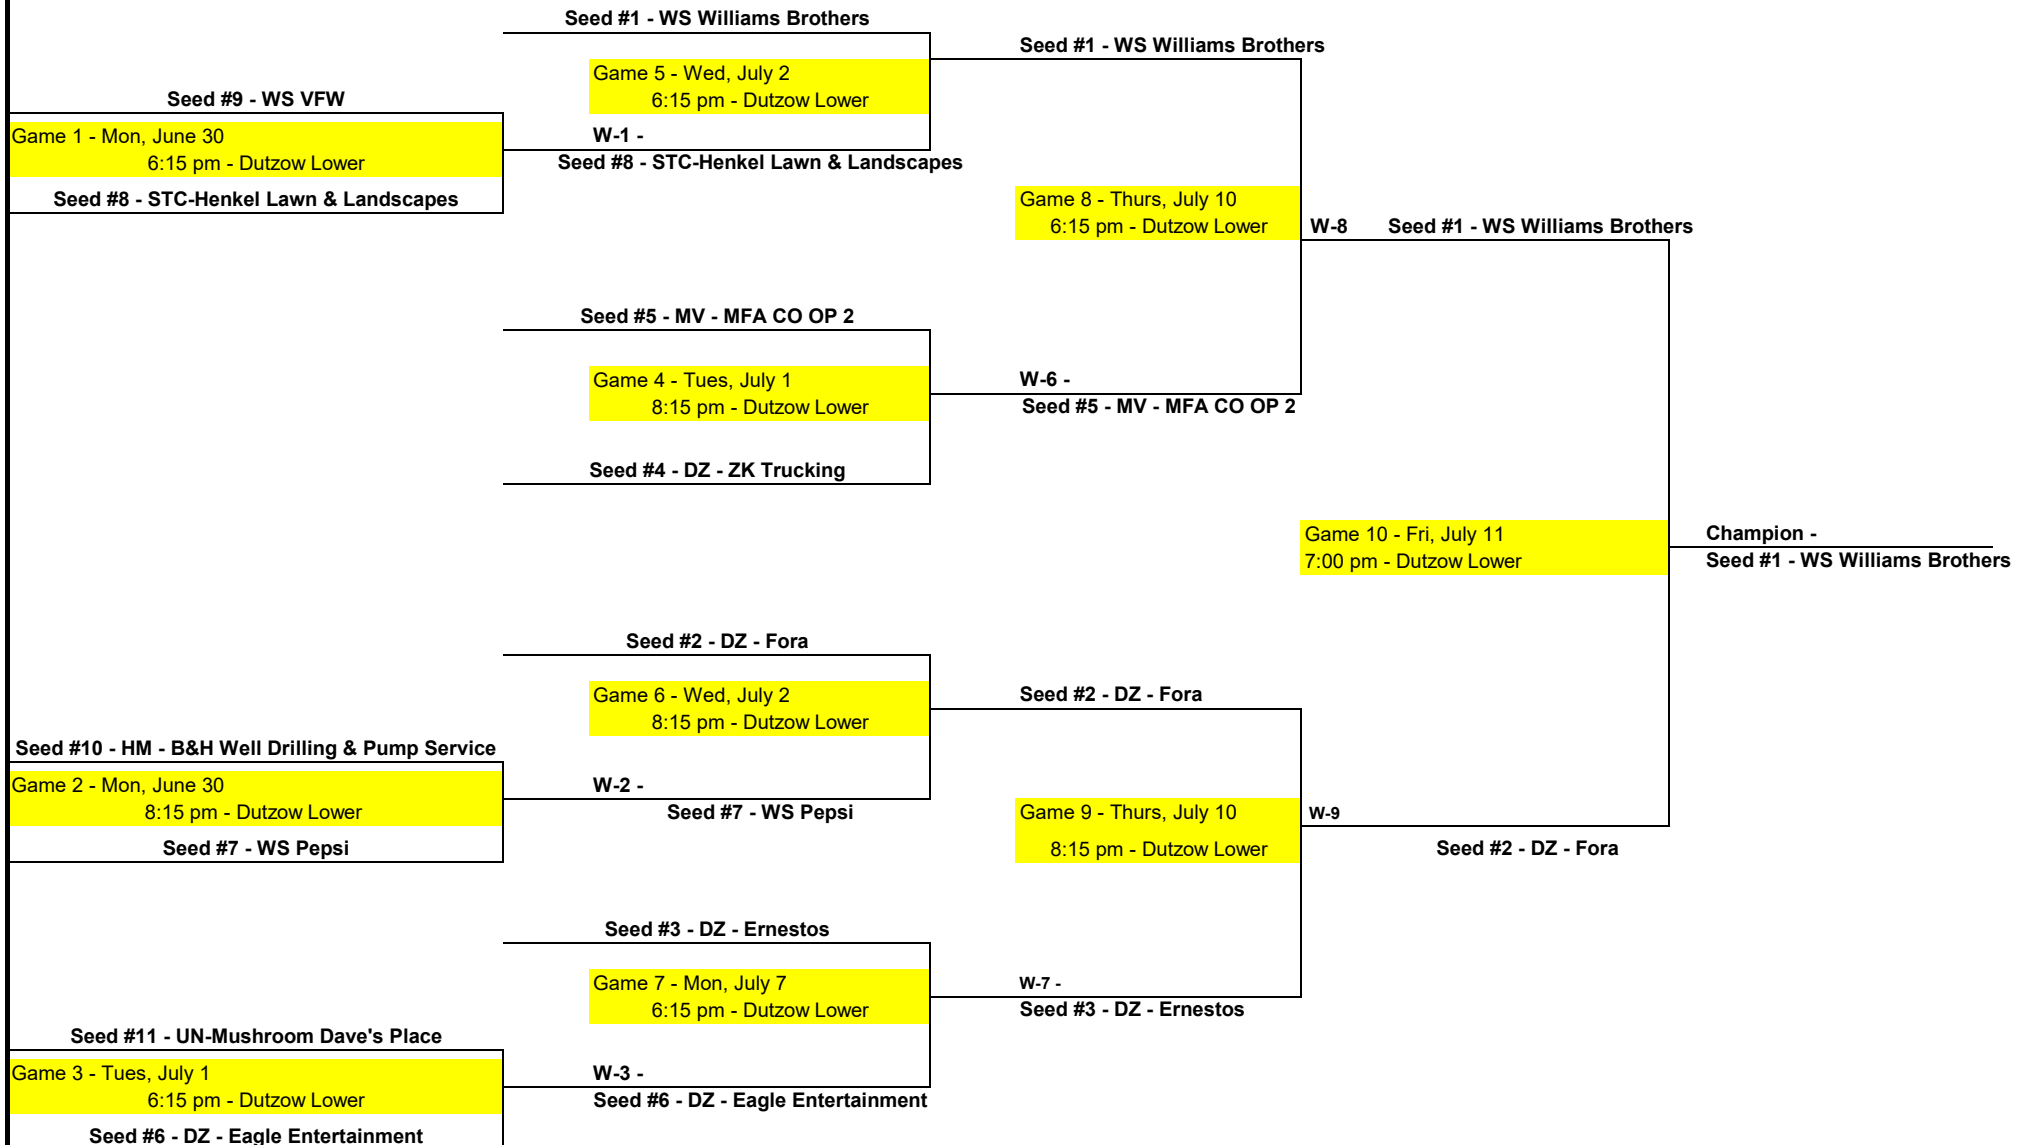 Seed #1 - WS Williams Brothers
Seed #1 - WS Williams Brothers
Game 5 - Wed, July 2
6:15 pm - Dutzow Lower
Seed #9 - WS VFW
Game 1 - Mon, June 30
6:15 pm - Dutzow Lower
W-1 -
Seed #8 - STC-Henkel Lawn & Landscapes
Seed #8 - STC-Henkel Lawn & Landscapes
Game 8 - Thurs, July 10
6:15 pm - Dutzow Lower
W-8 Seed #1 - WS Williams Brothers
Seed #5 - MV - MFA CO OP 2
Game 4 - Tues, July 1
8:15 pm - Dutzow Lower
W-6 -
Seed #5 - MV - MFA CO OP 2
Seed #4 - DZ - ZK Trucking
Game 10 - Fri, July 11
7:00 pm - Dutzow Lower
Champion -
Seed #1 - WS Williams Brothers
Seed #2 - DZ - Fora
Game 6 - Wed, July 2
8:15 pm - Dutzow Lower
Seed #2 - DZ - Fora
Seed #10 - HM - B&H Well Drilling & Pump Service
Game 2 - Mon, June 30
8:15 pm - Dutzow Lower
W-2 -
Seed #7 - WS Pepsi
Seed #7 - WS Pepsi
Game 9 - Thurs, July 10
8:15 pm - Dutzow Lower
W-9
Seed #2 - DZ - Fora
Seed #3 - DZ - Ernestos
Game 7 - Mon, July 7
6:15 pm - Dutzow Lower
W-7 -
Seed #3 - DZ - Ernestos
Seed #11 - UN-Mushroom Dave's Place
Game 3 - Tues, July 1
6:15 pm - Dutzow Lower
W-3 -
Seed #6 - DZ - Eagle Entertainment
Seed #6 - DZ - Eagle Entertainment